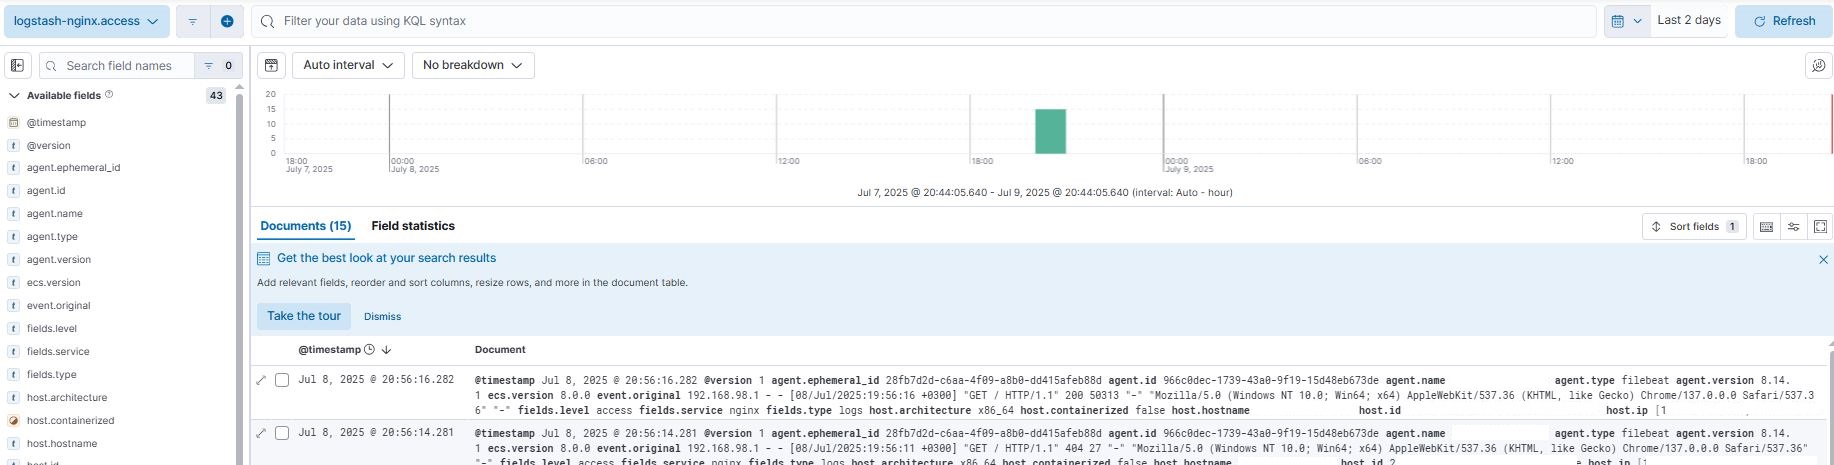 logstash-nginx.access
Filter your data using KQL syntax
Last 2 days
Refresh
Search field names
0
Auto interval
No breakdown
Available fields
43
@timestamp
@version
agent.ephemeral_id
agent.id
agent.name
agent.type
agent.version
ecs.version
event.original
fields.level
fields.service
fields.type
host.architecture
host.containerized
host.hostname
host.id
20
15
10
5
0
18:00
July 7, 2025
00:00
July 8, 2025
06:00
12:00
18:00
00:00
July 9, 2025
06:00
12:00
18:00
Jul 7, 2025 @ 20:44:05.640 - Jul 9, 2025 @ 20:44:05.640 (interval: Auto - hour)
Documents (15)
Field statistics
Sort fields 1
Get the best look at your search results
Add relevant fields, reorder and sort columns, resize rows, and more in the document table.
Take the tour
Dismiss
@timestamp
Document
Jul 8, 2025 @ 20:56:16.282
@timestamp Jul 8, 2025 @ 20:56:16.282 @version 1 agent.ephemeral_id 28fb7d2d-c6aa-4f09-a8b0-dd415afeb88d agent.id 966c0dec-1739-43a0-9f19-15d48eb673de agent.name agent.type filebeat agent.version 8.14.
1 ecs.version 8.0.0 event.original 192.168.98.1 - - [08/Jul/2025:19:56:16 +0300] "GET / HTTP/1.1" 200 50313 "-" "Mozilla/5.0 (Windows NT 10.0; Win64; x64) AppleWebKit/537.36 (KHTML, like Gecko) Chrome/137.0.0.0 Safari/537.3
6" "-" fields.level access fields.service nginx fields.type logs host.architecture x86_64 host.containerized false host.hostname host.id host.ip [1
Jul 8, 2025 @ 20:56:14.281
@timestamp Jul 8, 2025 @ 20:56:14.281 @version 1 agent.ephemeral_id 28fb7d2d-c6aa-4f09-a8b0-dd415afeb88d agent.id 966c0dec-1739-43a0-9f19-15d48eb673de agent.name agent.type filebeat agent.version 8.14.
1 ecs.version 8.0.0 event.original 192.168.98.1 - - [08/Jul/2025:19:56:11 +0300] "GET / HTTP/1.1" 404 27 "-" "Mozilla/5.0 (Windows NT 10.0; Win64; x64) AppleWebKit/537.36 (KHTML, like Gecko) Chrome/137.0.0.0 Safari/537.36"
"-" fields.level access fields.service nginx fields.type logs host.architecture x86_64 host.containerized false host.hostname host.id 2 host.ip [1